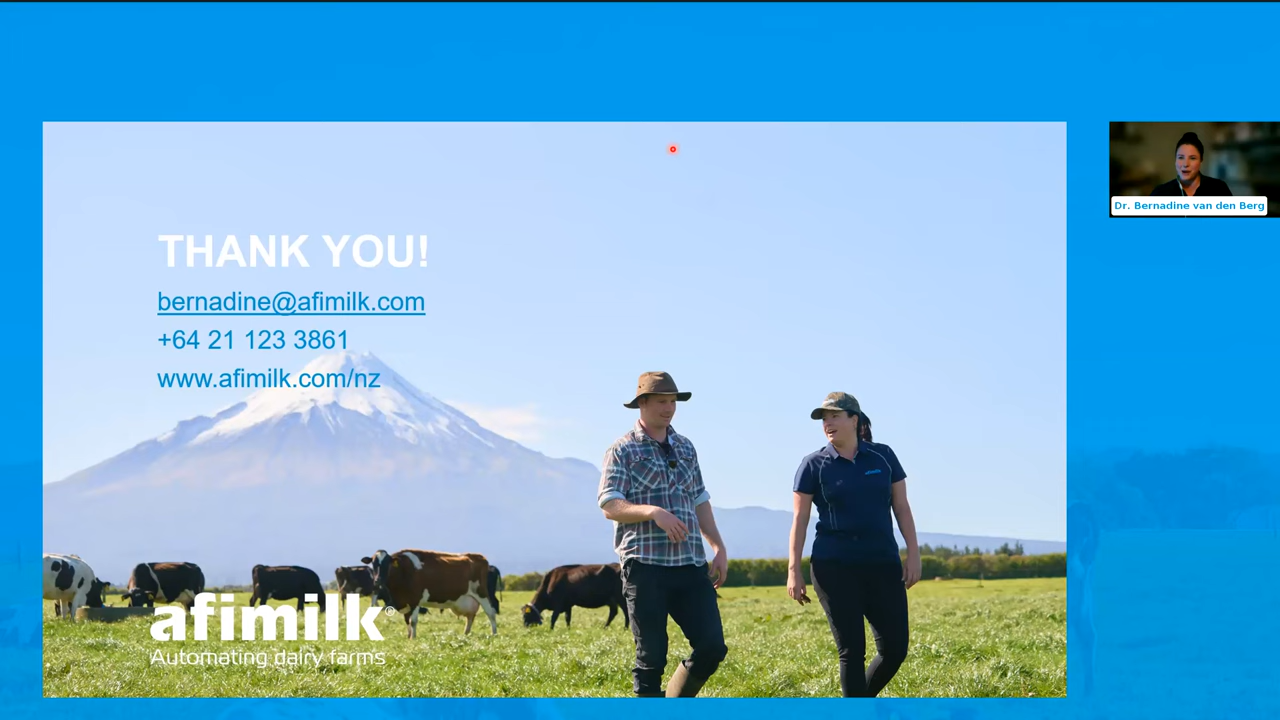 THANK YOU!
bernadine@afimilk.com
+64 21 123 3861
www.afimilk.com/nz
afimilk®
Automating dairy farms
Dr. Bernadine van den Berg
afimilk